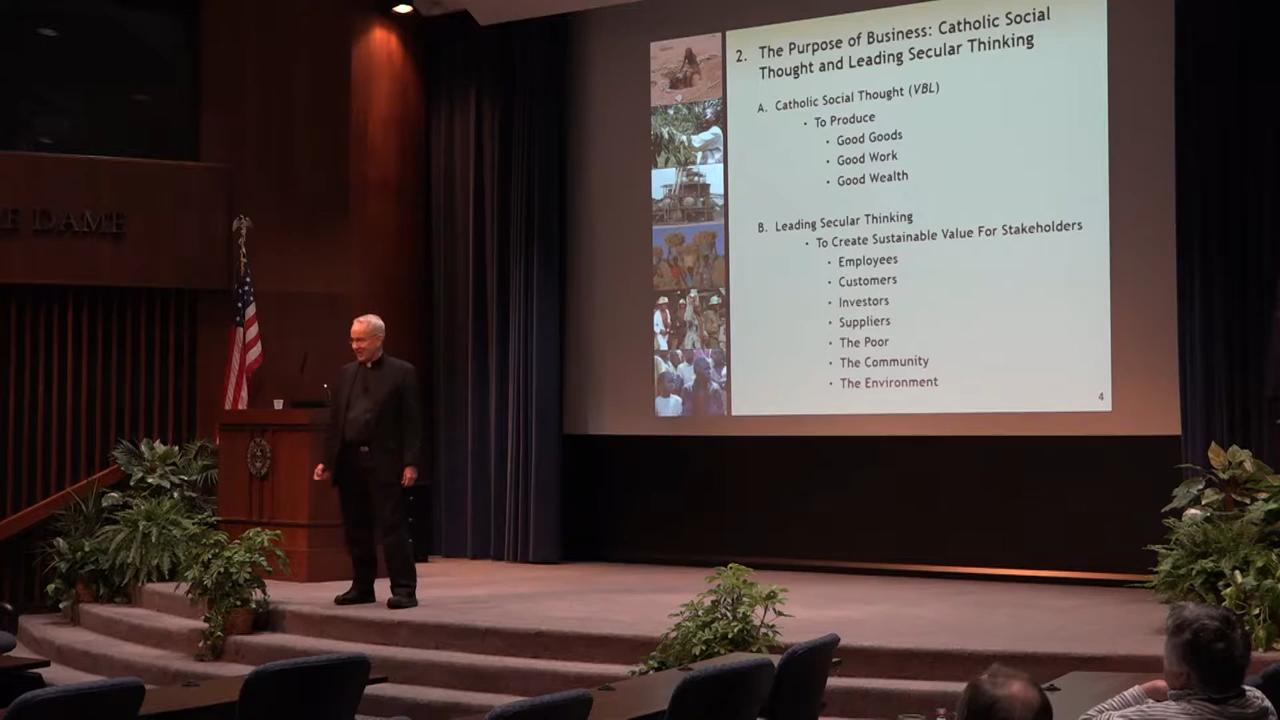 E DAME
2. The Purpose of Business: Catholic Social
Thought and Leading Secular Thinking
A. Catholic Social Thought (VBL)
• To Produce
• Good Goods
• Good Work
• Good Wealth
B. Leading Secular Thinking
• To Create Sustainable Value For Stakeholders
• Employees
• Customers
• Investors
• Suppliers
• The Poor
• The Community
• The Environment
4